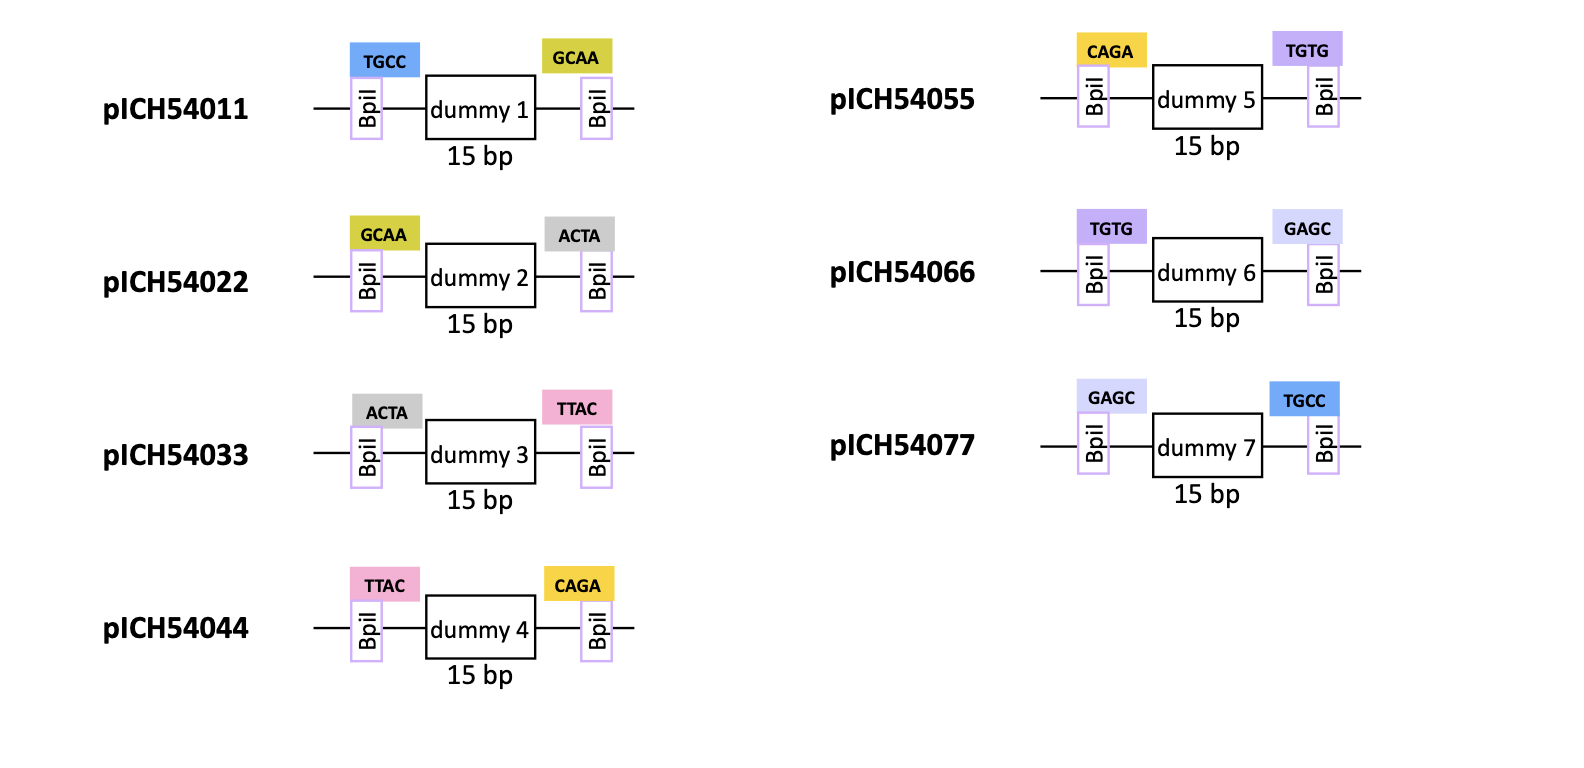 TGCC GCAA
pICH54011 BpiI dummy 1 BpiI
15 bp
GCAA ACTA
pICH54022 BpiI dummy 2 BpiI
15 bp
ACTA TTAC
pICH54033 BpiI dummy 3 BpiI
15 bp
TTAC CAGA
pICH54044 BpiI dummy 4 BpiI
15 bp
CAGA TGTG
pICH54055 BpiI dummy 5 BpiI
15 bp
TGTG GAGC
pICH54066 BpiI dummy 6 BpiI
15 bp
GAGC TGCC
pICH54077 BpiI dummy 7 BpiI
15 bp